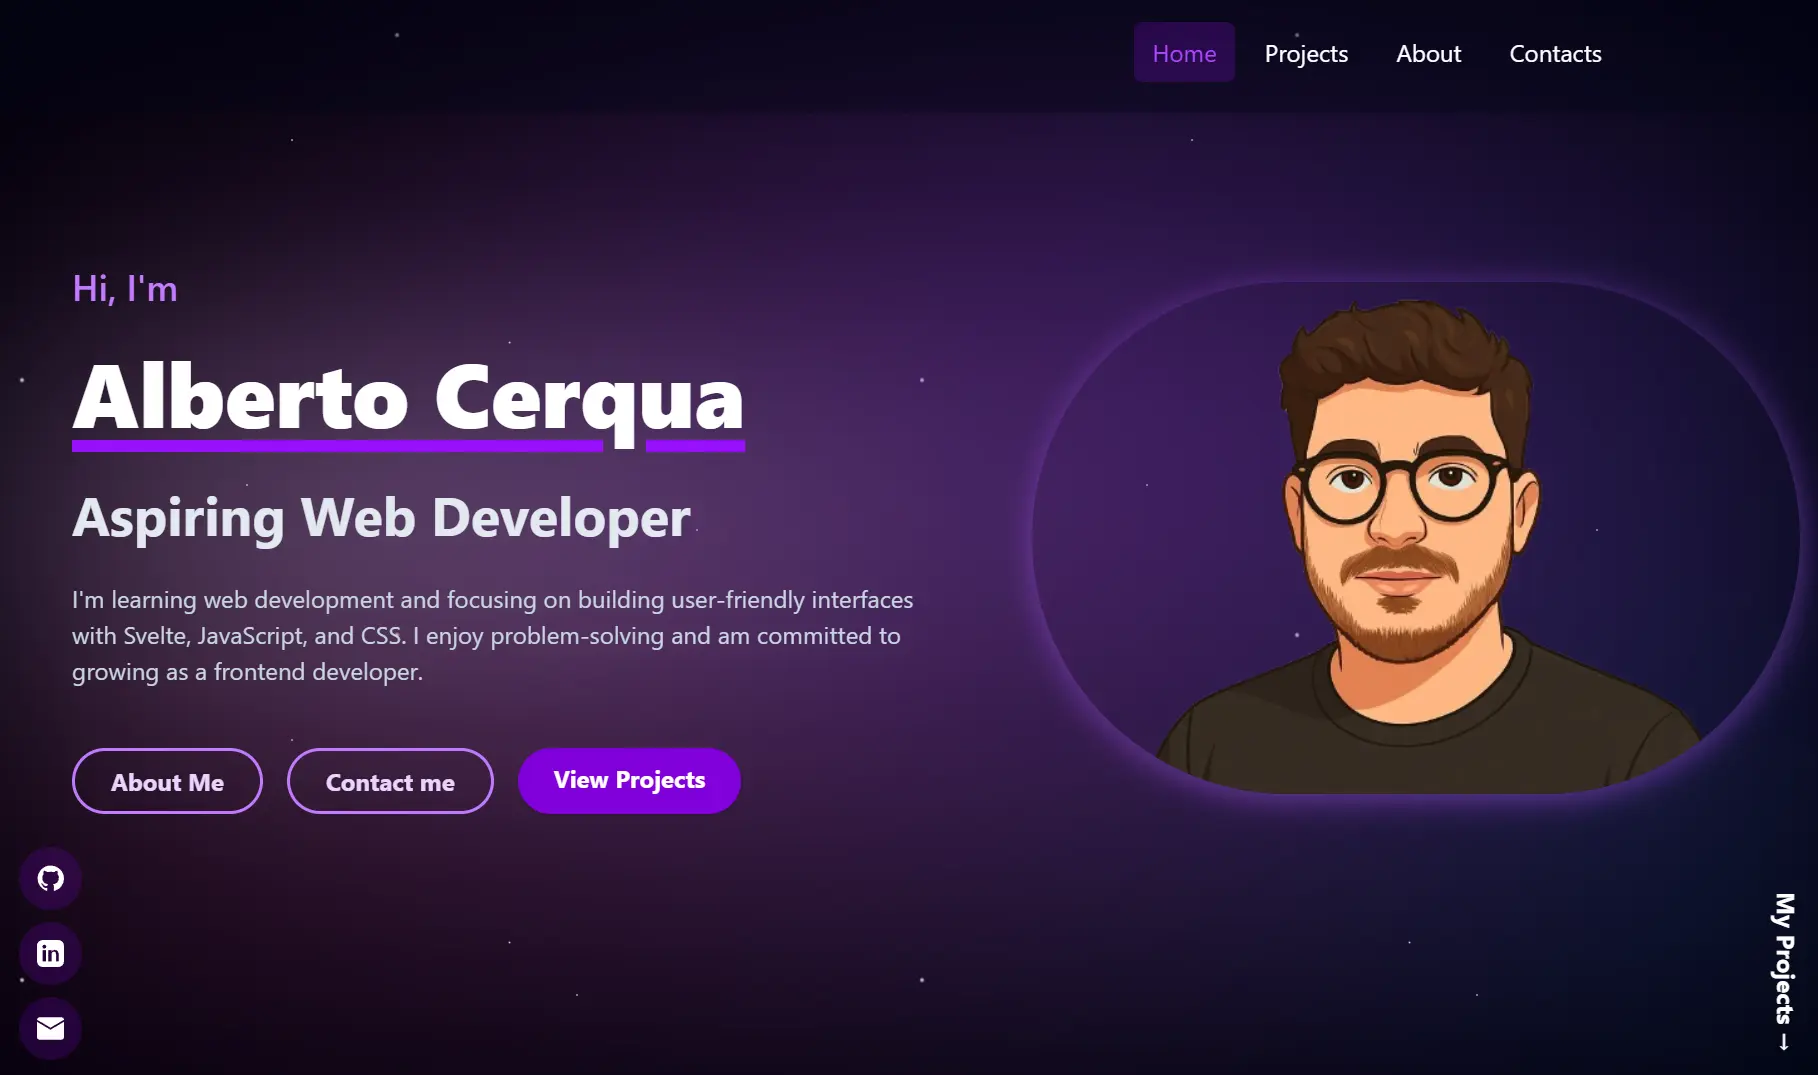 Home
Projects
About
Contacts
Hi, I'm
Alberto Cerqua
Aspiring Web Developer
I'm learning web development and focusing on building user-friendly interfaces
with Svelte, JavaScript, and CSS. I enjoy problem-solving and am committed to
growing as a frontend developer.
About Me
Contact me
View Projects
in
My Projects →